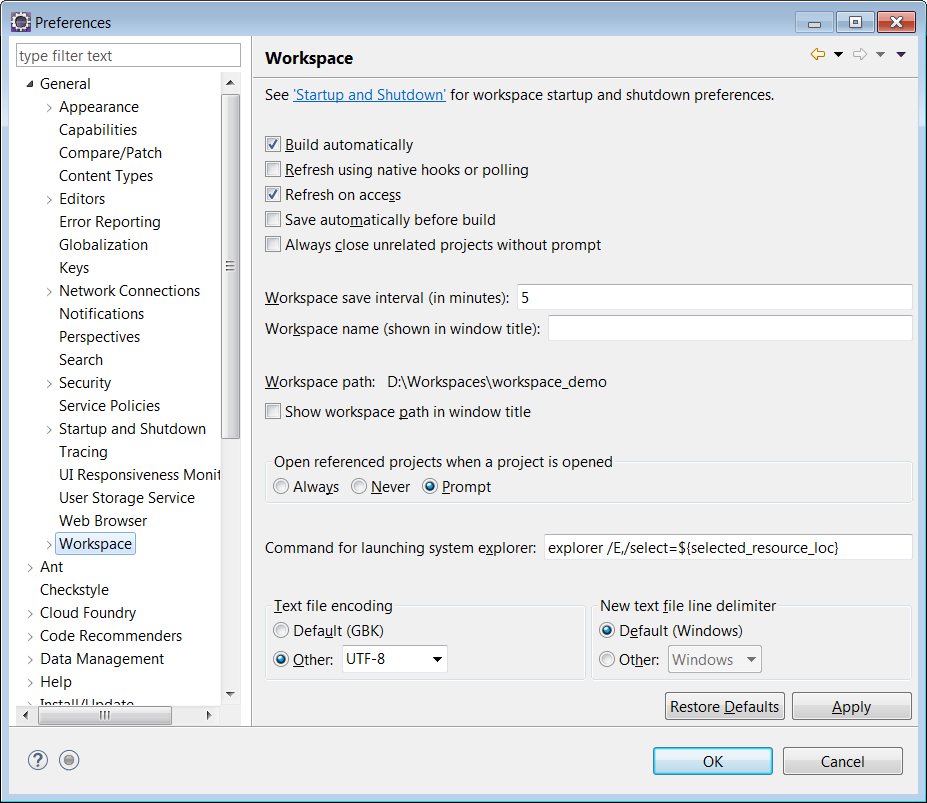 Preferences
type filter text
General
Appearance
Capabilities
Compare/Patch
Content Types
Editors
Error Reporting
Globalization
Keys
Network Connections
Notifications
Perspectives
Search
Security
Service Policies
Startup and Shutdown
Tracing
UI Responsiveness Monit
User Storage Service
Web Browser
Workspace
Ant
Checkstyle
Cloud Foundry
Code Recommenders
Data Management
Help
Install/Update
Workspace
See 'Startup and Shutdown' for workspace startup and shutdown preferences.
Build automatically
Refresh using native hooks or polling
Refresh on access
Save automatically before build
Always close unrelated projects without prompt
Workspace save interval (in minutes): 5
Workspace name (shown in window title):
Workspace path: D:\Workspaces\workspace_demo
Show workspace path in window title
Open referenced projects when a project is opened
Always Never Prompt
Command for launching system explorer: explorer /E,/select=${selected_resource_loc}
Text file encoding
Default (GBK)
Other: UTF-8
New text file line delimiter
Default (Windows)
Other: Windows
Restore Defaults Apply
? OK Cancel